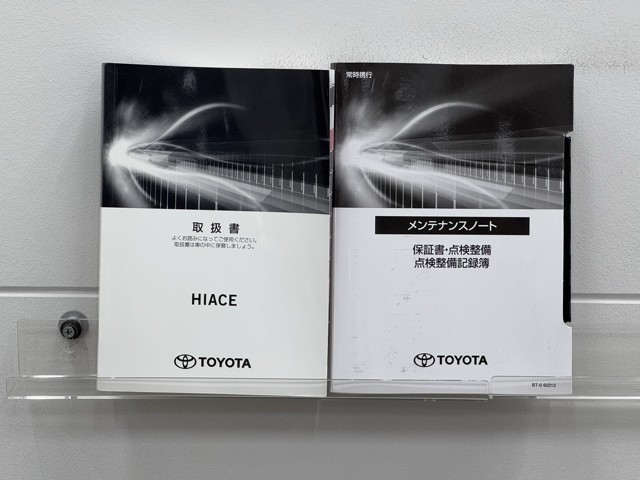 取扱書
よくお読みになってご使用ください。
取扱書は車の中に保管しましょう。
HIACE
TOYOTA
常時携行
メンテナンスノート
保証書・点検整備
点検整備記録簿
TOYOTA